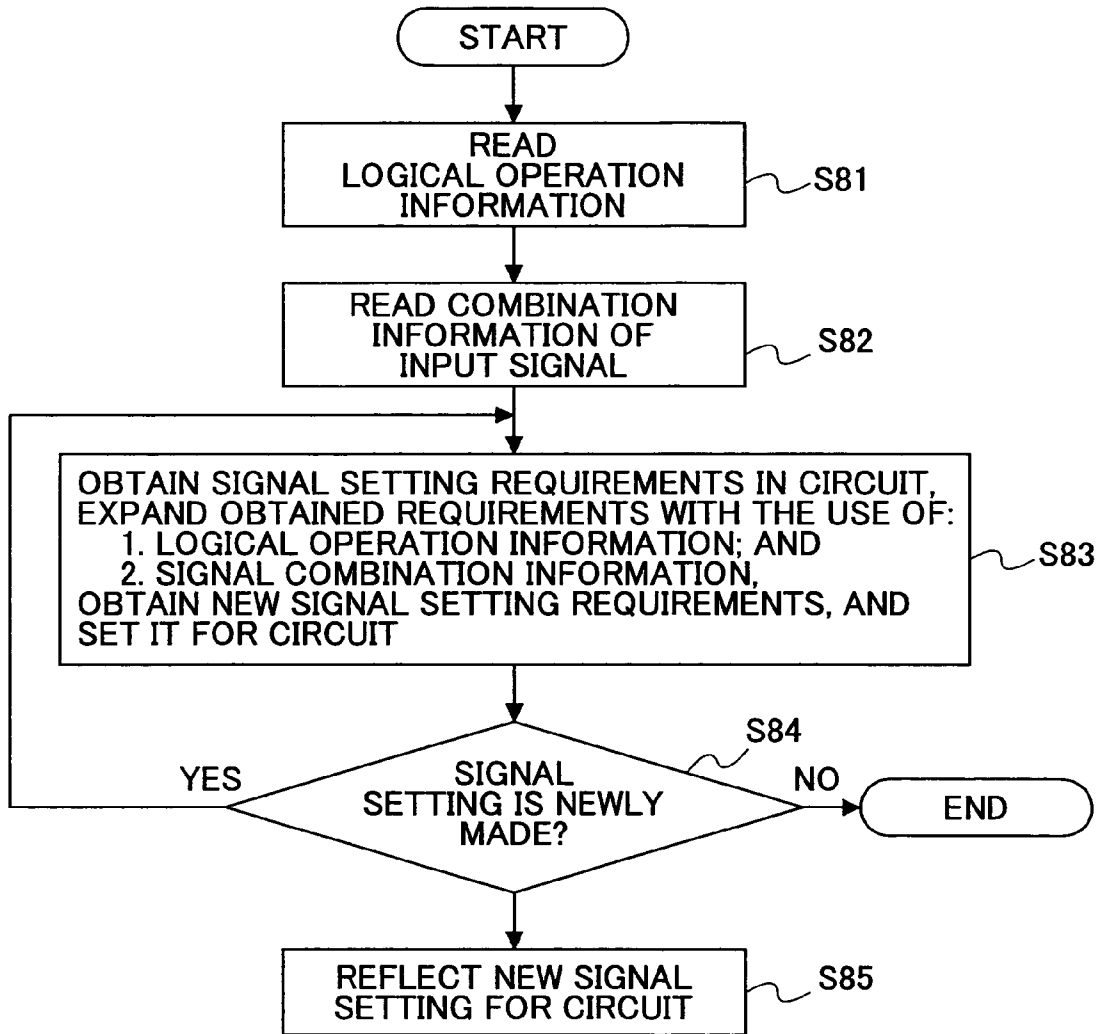 START
READ
LOGICAL OPERATION
INFORMATION
S81
READ COMBINATION
INFORMATION OF
INPUT SIGNAL
S82
OBTAIN SIGNAL SETTING REQUIREMENTS IN CIRCUIT,
EXPAND OBTAINED REQUIREMENTS WITH THE USE OF:
1. LOGICAL OPERATION INFORMATION; AND
2. SIGNAL COMBINATION INFORMATION,
OBTAIN NEW SIGNAL SETTING REQUIREMENTS, AND
SET IT FOR CIRCUIT
S83
S84
YES
SIGNAL
SETTING IS NEWLY
MADE?
NO
END
REFLECT NEW SIGNAL
SETTING FOR CIRCUIT
S85